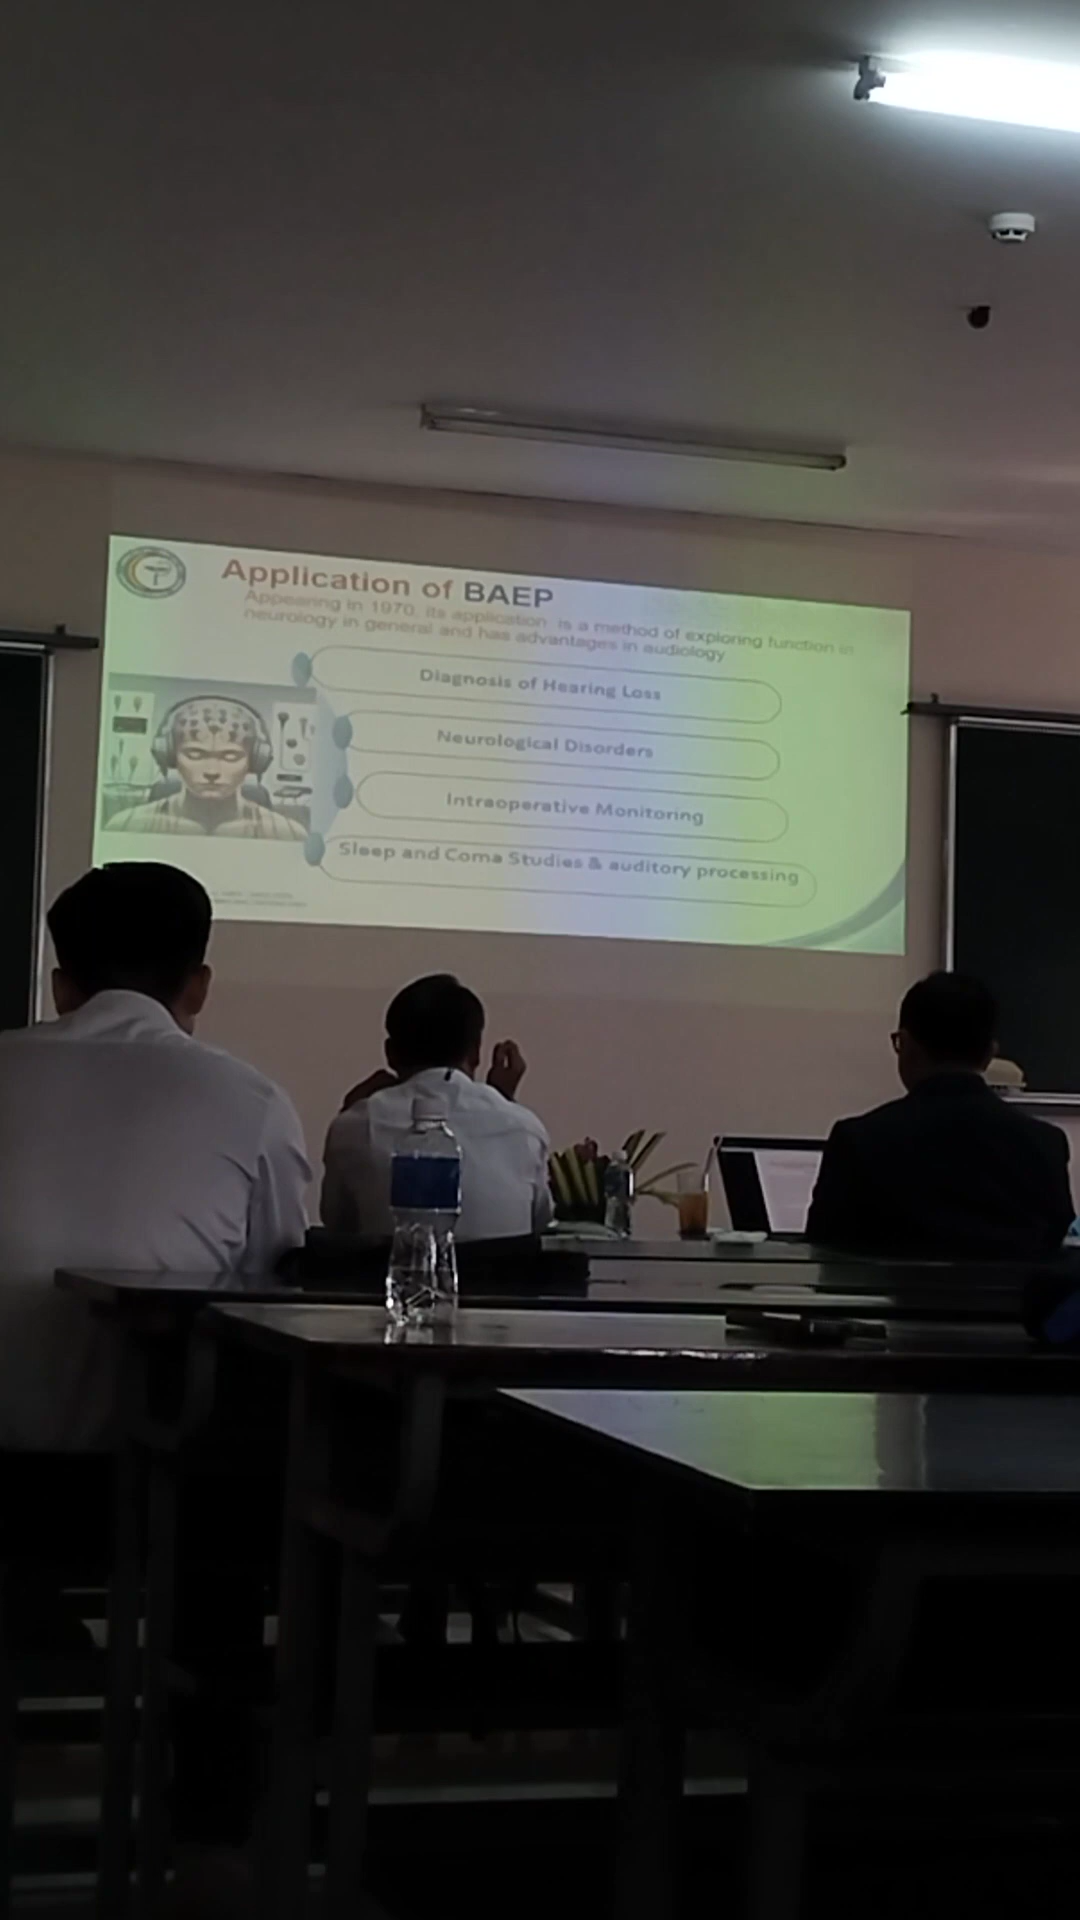 Application of BAEP
Appearing in 1970, its application is a method of exploring function in
neurology in general and has advantages in audiology
Diagnosis of Hearing Loss
Neurological Disorders
Intraoperative Monitoring
Sleep and Coma Studies & auditory processing